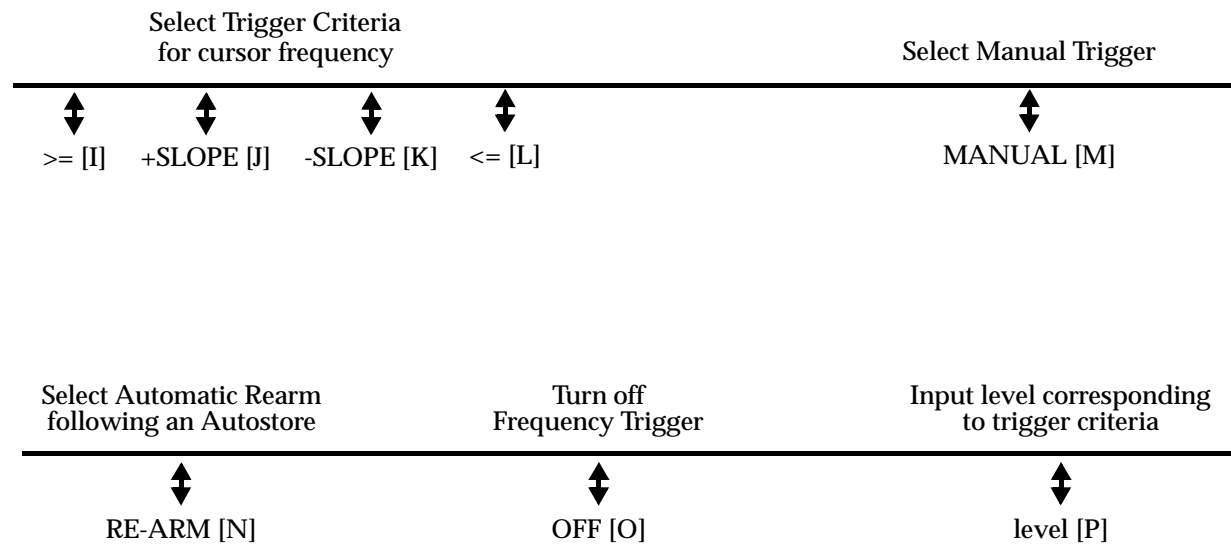 Select Trigger Criteria
for cursor frequency
Select Manual Trigger
>= [I] +SLOPE [J] -SLOPE [K] <= [L]
MANUAL [M]
Select Automatic Rearm
following an Autostore
Turn off
Frequency Trigger
Input level corresponding
to trigger criteria
RE-ARM [N]
OFF [O]
level [P]